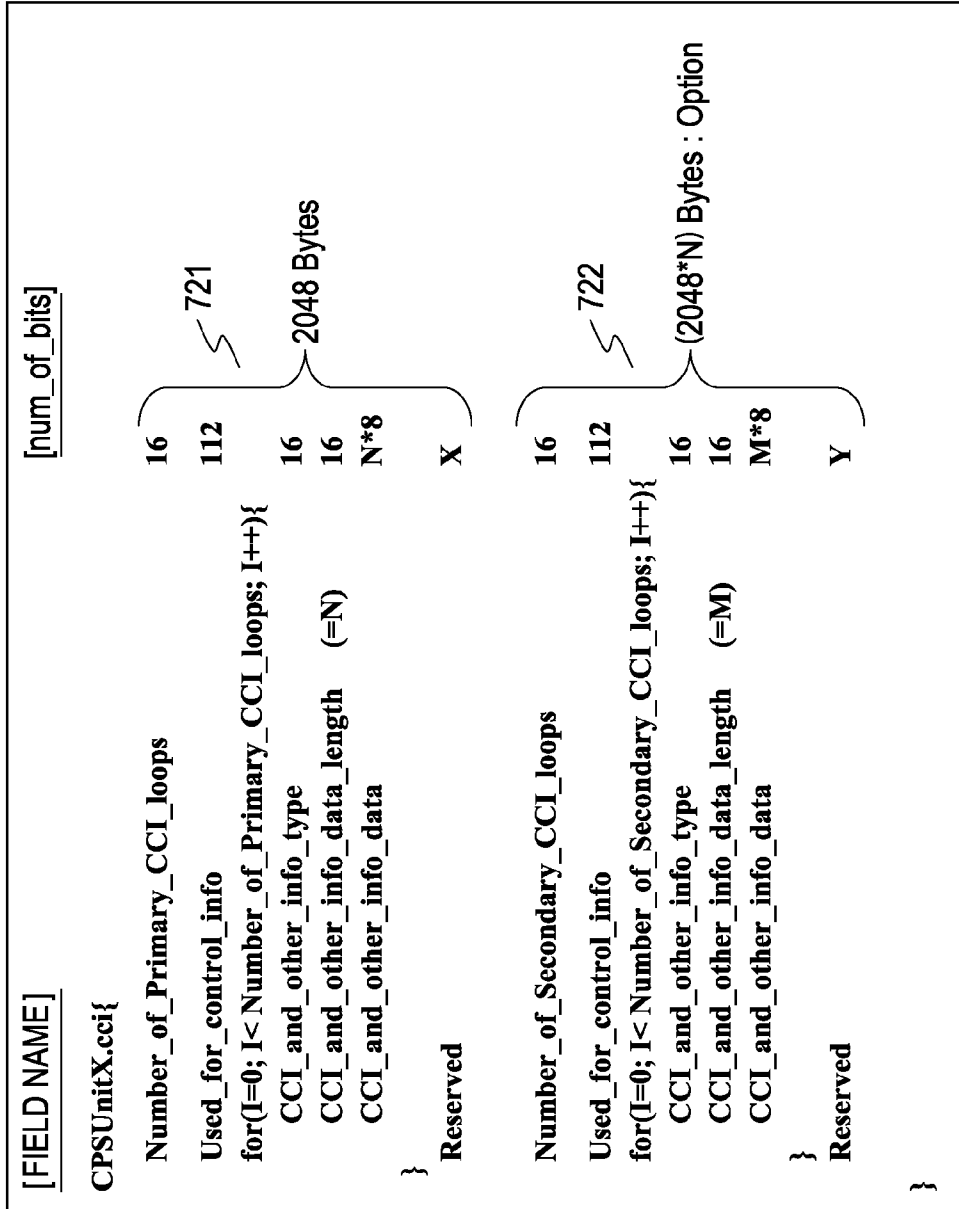 [FIELD NAME] [num_of_bits]
CPSUnitX.cci{
Number_of_Primary_CCI_loops 16
Used_for_control_info 112
721
for(I=0; I< Number_of_Primary_CCI_loops; I++){
CCI_and_other_info_type 16
2048 Bytes
CCI_and_other_info_data_length (=N) 16
CCI_and_other_info_data N*8
}
Reserved X
Number_of_Secondary_CCI_loops 16
Used_for_control_info 112
722
for(I=0; I< Number_of_Secondary_CCI_loops; I++){
CCI_and_other_info_type 16
(2048*N) Bytes : Option
CCI_and_other_info_data_length (=M) 16
CCI_and_other_info_data M*8
}
Reserved Y
}